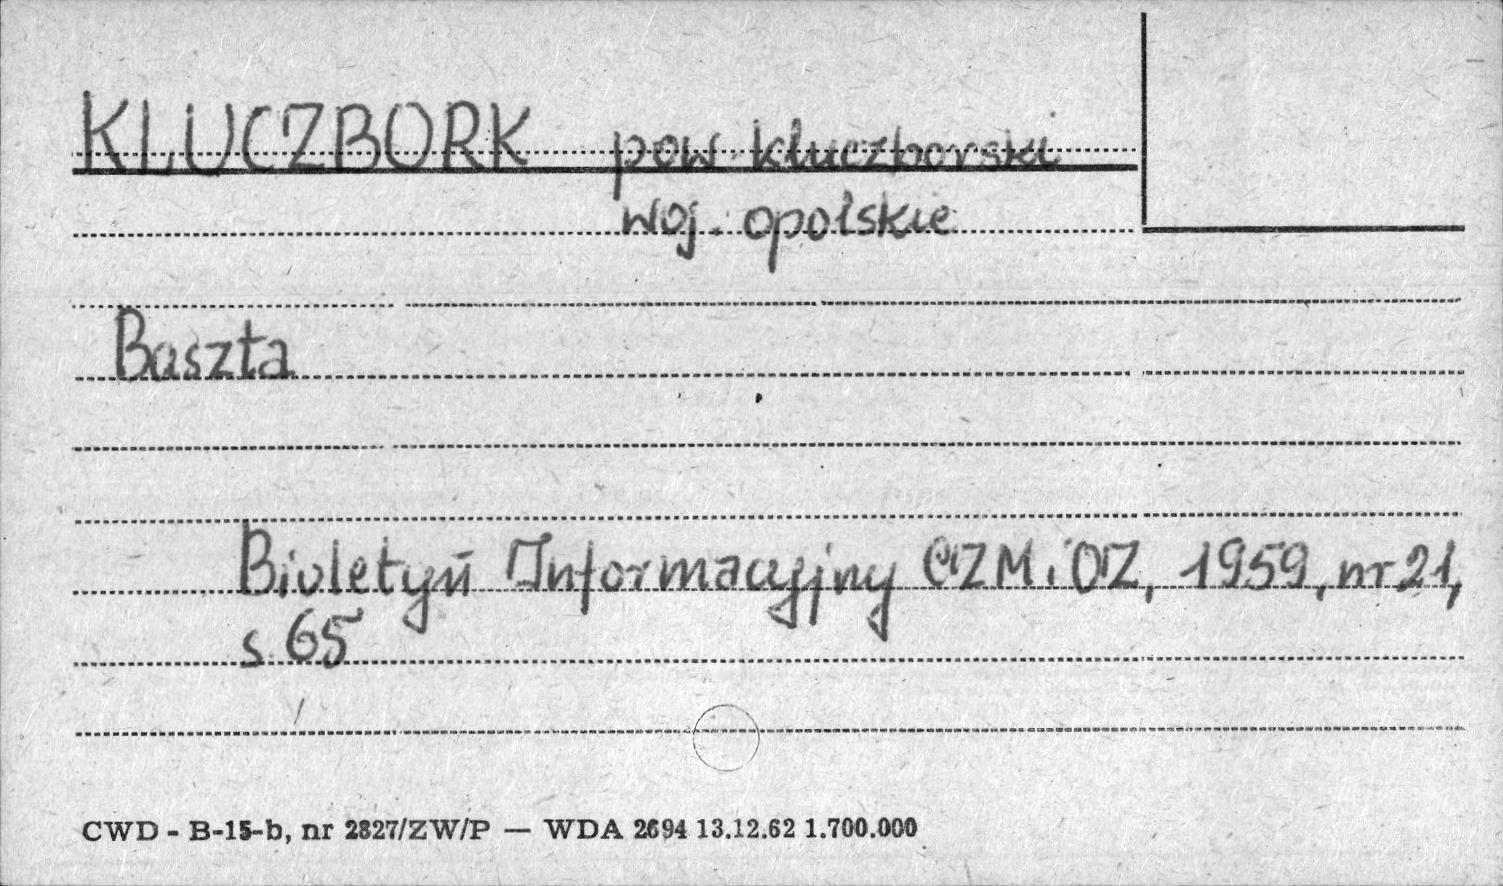 KLUCZBORK pow. kluczborski
woj. opolskie
Baszta
Biuletyń Informacyjny CZM i OZ, 1959, nr 21,
s. 65
CWD - B-15-b, nr 2827/ZW/P — WDA 2694 13.12.62 1.700.000